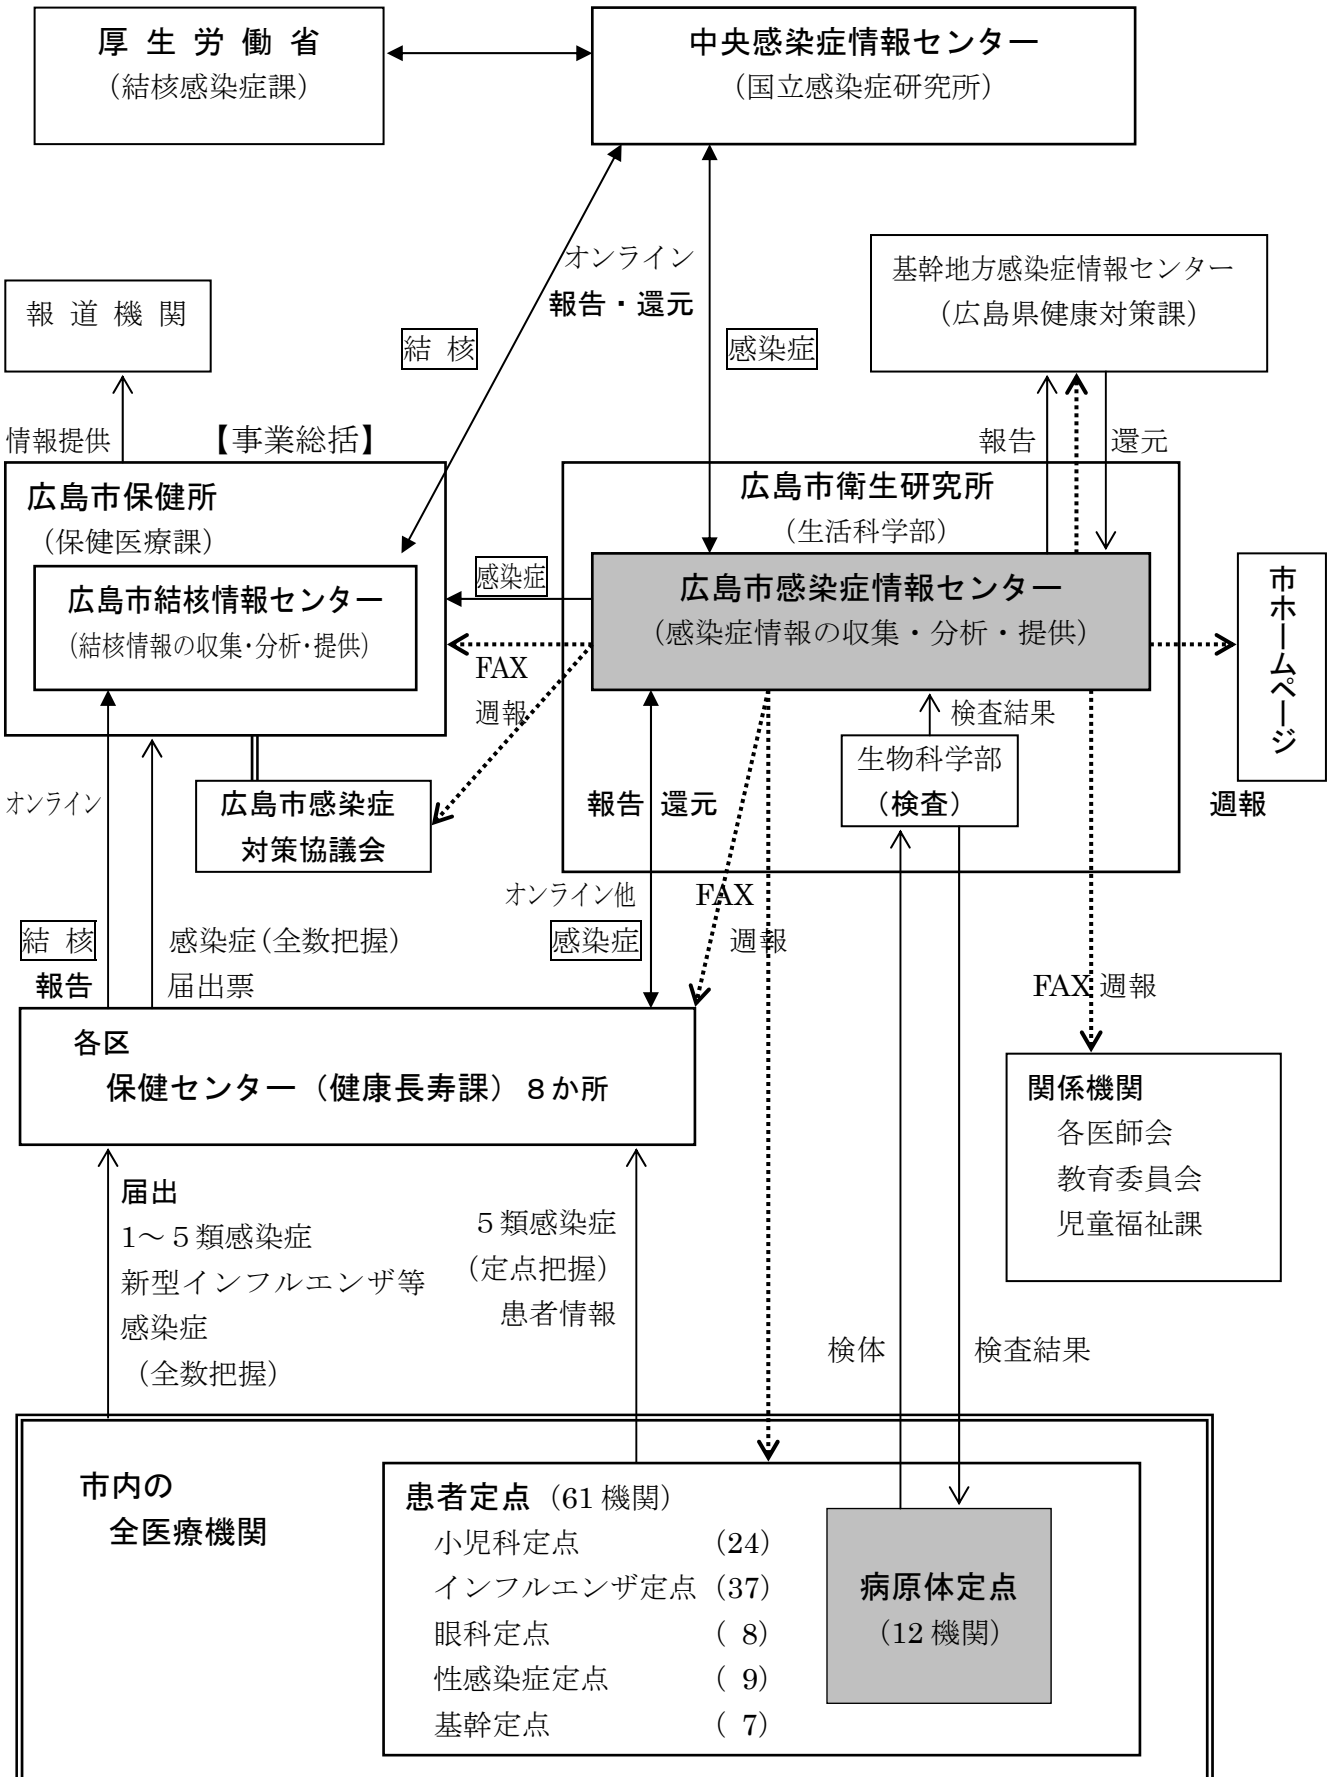 厚 生 労 働 省
（結核感染症課）
中央感染症情報センター
（国立感染症研究所）
オンライン
報告・還元
結 核
感染症
基幹地方感染症情報センター
（広島県健康対策課）
報 道 機 関
情報提供
【事業総括】
報告
還元
広島市保健所
（保健医療課）
広島市結核情報センター
（結核情報の収集・分析・提供）
感染症
FAX
週報
広島市衛生研究所
（生活科学部）
広島市感染症情報センター
（感染症情報の収集・分析・提供）
検査結果
生物科学部
（検査）
市ホームページ
週報
広島市感染症
対策協議会
オンライン
結 核
報告
感染症（全数把握）
届出票
報告
還元
オンライン他
感染症
FAX
週報
FAX 週報
各区
保健センター（健康長寿課）８か所
関係機関
各医師会
教育委員会
児童福祉課
届出
1～５類感染症
新型インフルエンザ等
感染症
（全数把握）
５類感染症
（定点把握）
患者情報
検体
検査結果
市内の
全医療機関
患者定点（61 機関）
小児科定点 （24）
インフルエンザ定点（37）
眼科定点 （ 8）
性感染症定点 （ 9）
基幹定点 （ 7）
病原体定点
（12 機関）